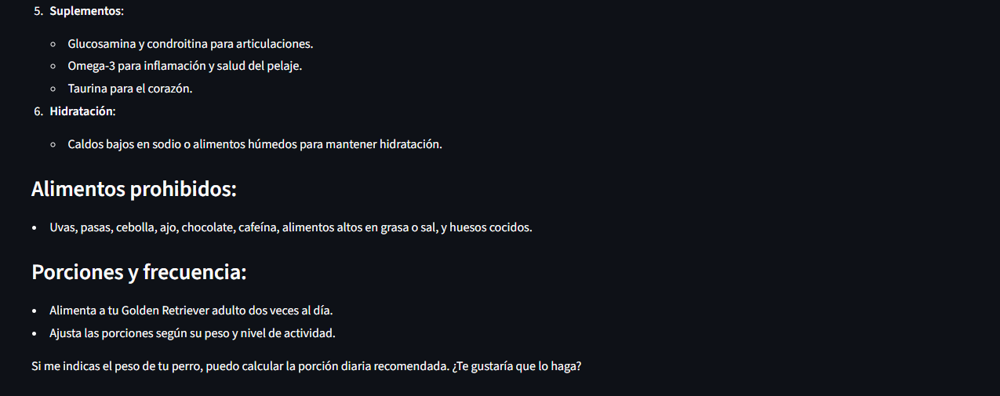 5. Suplementos:
○ Glucosamina y condroitina para articulaciones.
○ Omega-3 para inflamación y salud del pelaje.
○ Taurina para el corazón.
6. Hidratación:
○ Caldos bajos en sodio o alimentos húmedos para mantener hidratación.
Alimentos prohibidos:
• Uvas, pasas, cebolla, ajo, chocolate, cafeína, alimentos altos en grasa o sal, y huesos cocidos.
Porciones y frecuencia:
• Alimenta a tu Golden Retriever adulto dos veces al día.
• Ajusta las porciones según su peso y nivel de actividad.
Si me indicas el peso de tu perro, puedo calcular la porción diaria recomendada. ¿Te gustaría que lo haga?